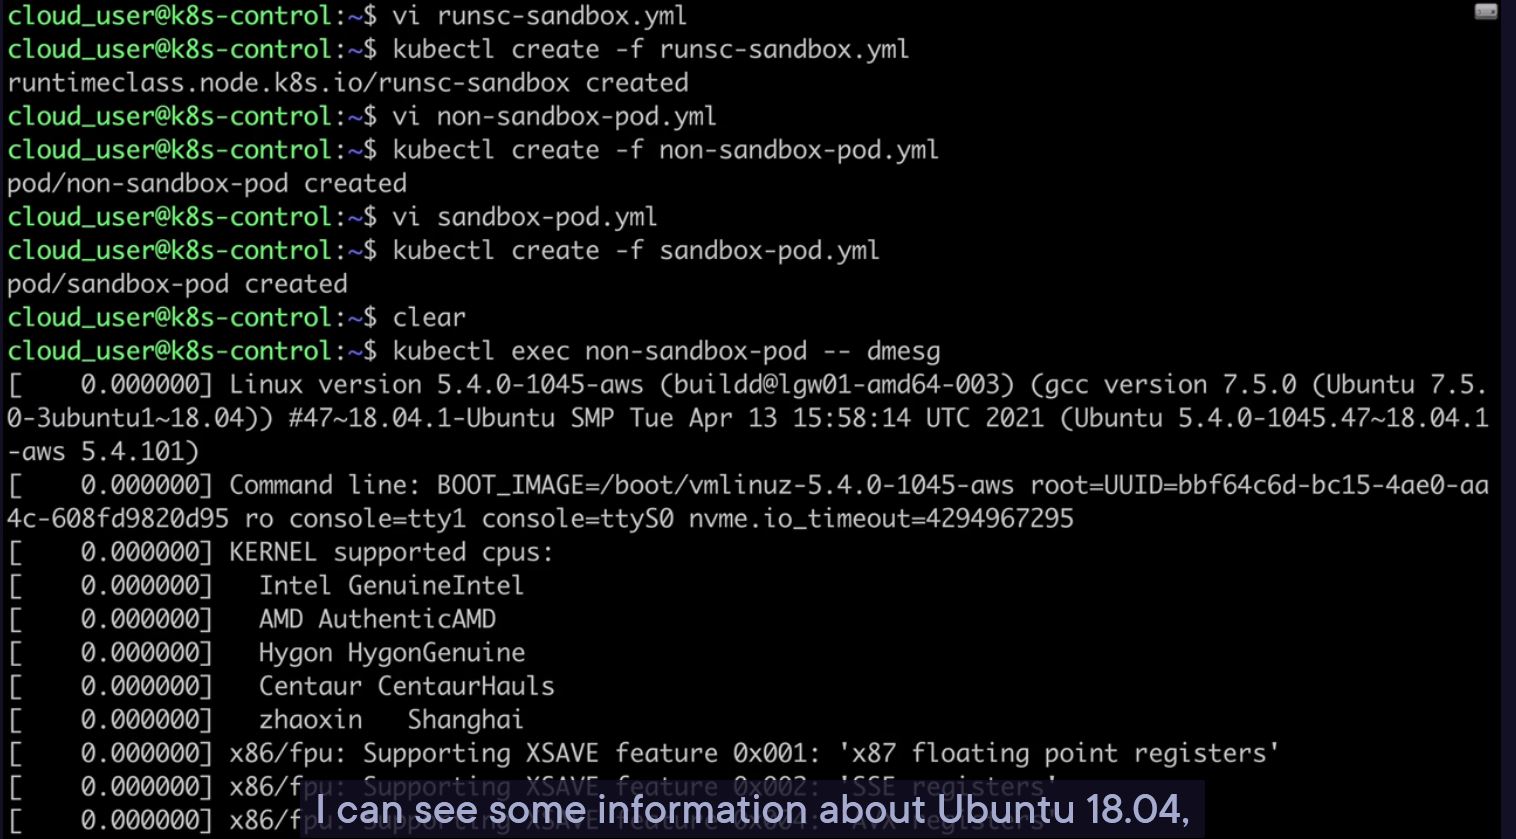 cloud_user@k8s-control:~$ vi runsc-sandbox.yml
cloud_user@k8s-control:~$ kubectl create -f runsc-sandbox.yml
runtimeclass.node.k8s.io/runsc-sandbox created
cloud_user@k8s-control:~$ vi non-sandbox-pod.yml
cloud_user@k8s-control:~$ kubectl create -f non-sandbox-pod.yml
pod/non-sandbox-pod created
cloud_user@k8s-control:~$ vi sandbox-pod.yml
cloud_user@k8s-control:~$ kubectl create -f sandbox-pod.yml
pod/sandbox-pod created
cloud_user@k8s-control:~$ clear
cloud_user@k8s-control:~$ kubectl exec non-sandbox-pod -- dmesg
[    0.000000] Linux version 5.4.0-1045-aws (buildd@lgw01-amd64-003) (gcc version 7.5.0 (Ubuntu 7.5.
0-3ubuntu1~18.04)) #47~18.04.1-Ubuntu SMP Tue Apr 13 15:58:14 UTC 2021 (Ubuntu 5.4.0-1045.47~18.04.1
-aws 5.4.101)
[    0.000000] Command line: BOOT_IMAGE=/boot/vmlinuz-5.4.0-1045-aws root=UUID=bbf64c6d-bc15-4ae0-aa
4c-608fd9820d95 ro console=tty1 console=ttyS0 nvme.io_timeout=4294967295
[    0.000000] KERNEL supported cpus:
[    0.000000]   Intel GenuineIntel
[    0.000000]   AMD AuthenticAMD
[    0.000000]   Hygon HygonGenuine
[    0.000000]   Centaur CentaurHauls
[    0.000000]   zhaoxin   Shanghai
[    0.000000] x86/fpu: Supporting XSAVE feature 0x001: 'x87 floating point registers'
[    0.000000] x86/fpu: Supporting XSAVE feature 0x002: 'SSE registers'
[    0.000000] x86/fpu: Supporting XSAVE feature 0x004: 'AVX registers'
I can see some information about Ubuntu 18.04,